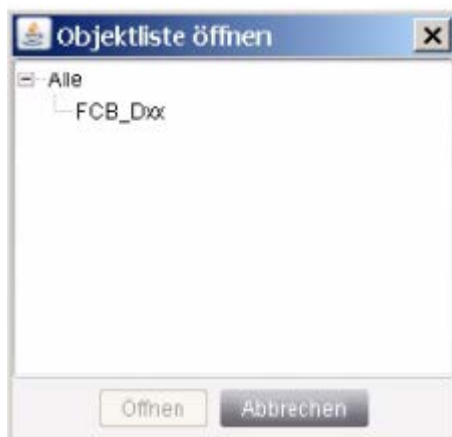 Objektliste öffnen
Alle
FCB_Dxx
Öffnen
Abbrechen